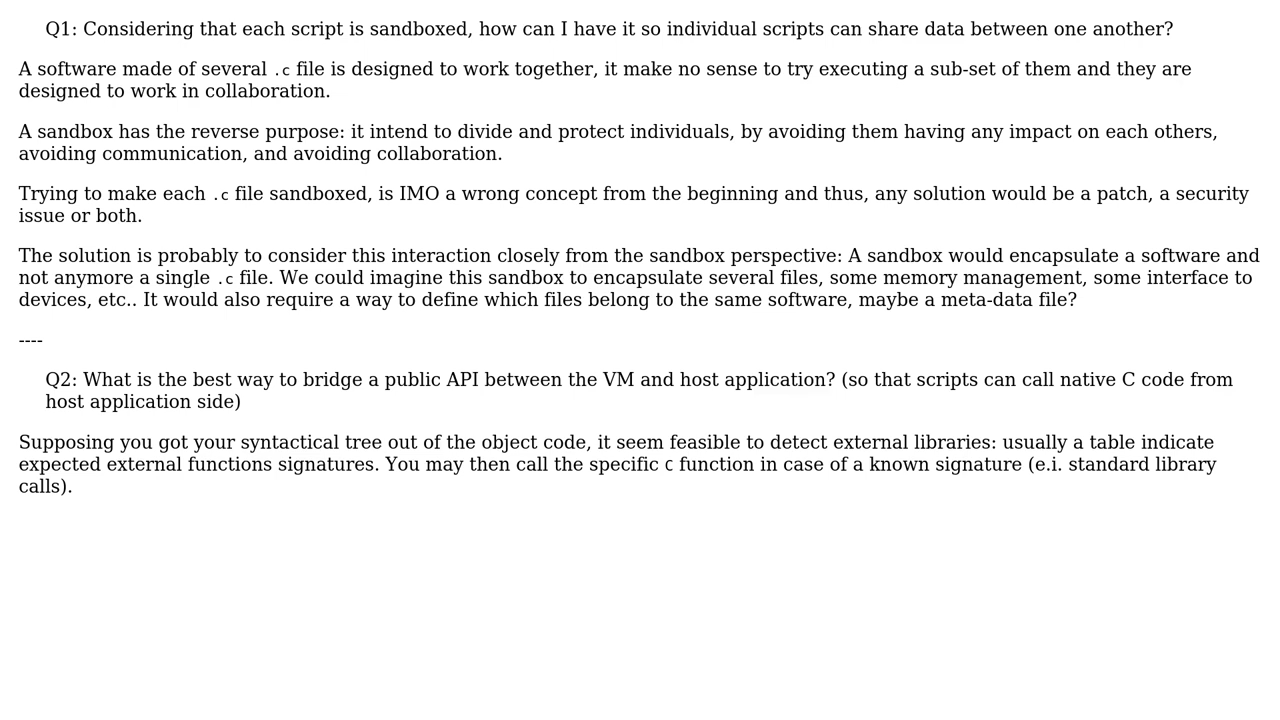 Q1: Considering that each script is sandboxed, how can I have it so individual scripts can share data between one another?
A software made of several .c file is designed to work together, it make no sense to try executing a sub-set of them and they are
designed to work in collaboration.
A sandbox has the reverse purpose: it intend to divide and protect individuals, by avoiding them having any impact on each others,
avoiding communication, and avoiding collaboration.
Trying to make each .c file sandboxed, is IMO a wrong concept from the beginning and thus, any solution would be a patch, a security
issue or both.
The solution is probably to consider this interaction closely from the sandbox perspective: A sandbox would encapsulate a software and
not anymore a single .c file. We could imagine this sandbox to encapsulate several files, some memory management, some interface to
devices, etc.. It would also require a way to define which files belong to the same software, maybe a meta-data file?
----
Q2: What is the best way to bridge a public API between the VM and host application? (so that scripts can call native C code from
host application side)
Supposing you got your syntactical tree out of the object code, it seem feasible to detect external libraries: usually a table indicate
expected external functions signatures. You may then call the specific C function in case of a known signature (e.i. standard library
calls).